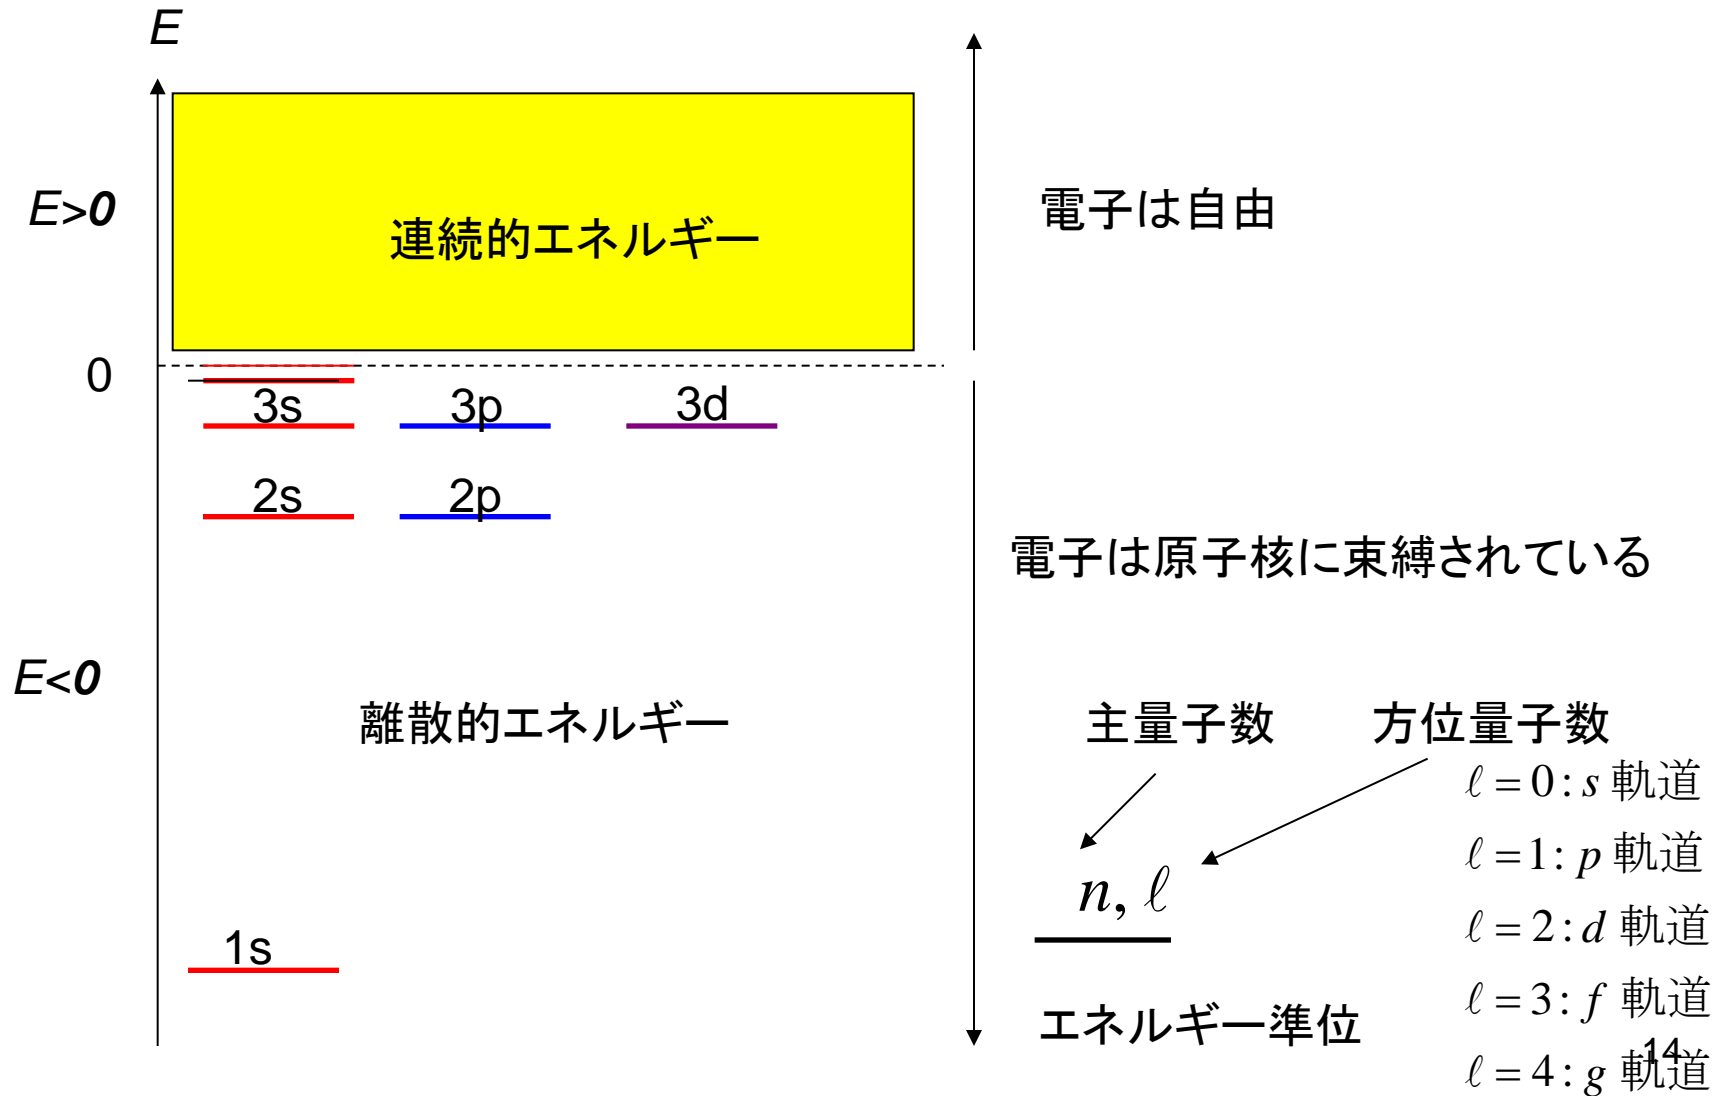 E
E>0
連続的エネルギー
電子は自由
0
3s 3p 3d
2s 2p
電子は原子核に束縛されている
E<0
離散的エネルギー
主量子数 方位量子数
ℓ = 0 : s 軌道
ℓ = 1 : p 軌道
n, ℓ
ℓ = 2 : d 軌道
1s
エネルギー準位
ℓ = 3 : f 軌道
14
ℓ = 4 : g 軌道